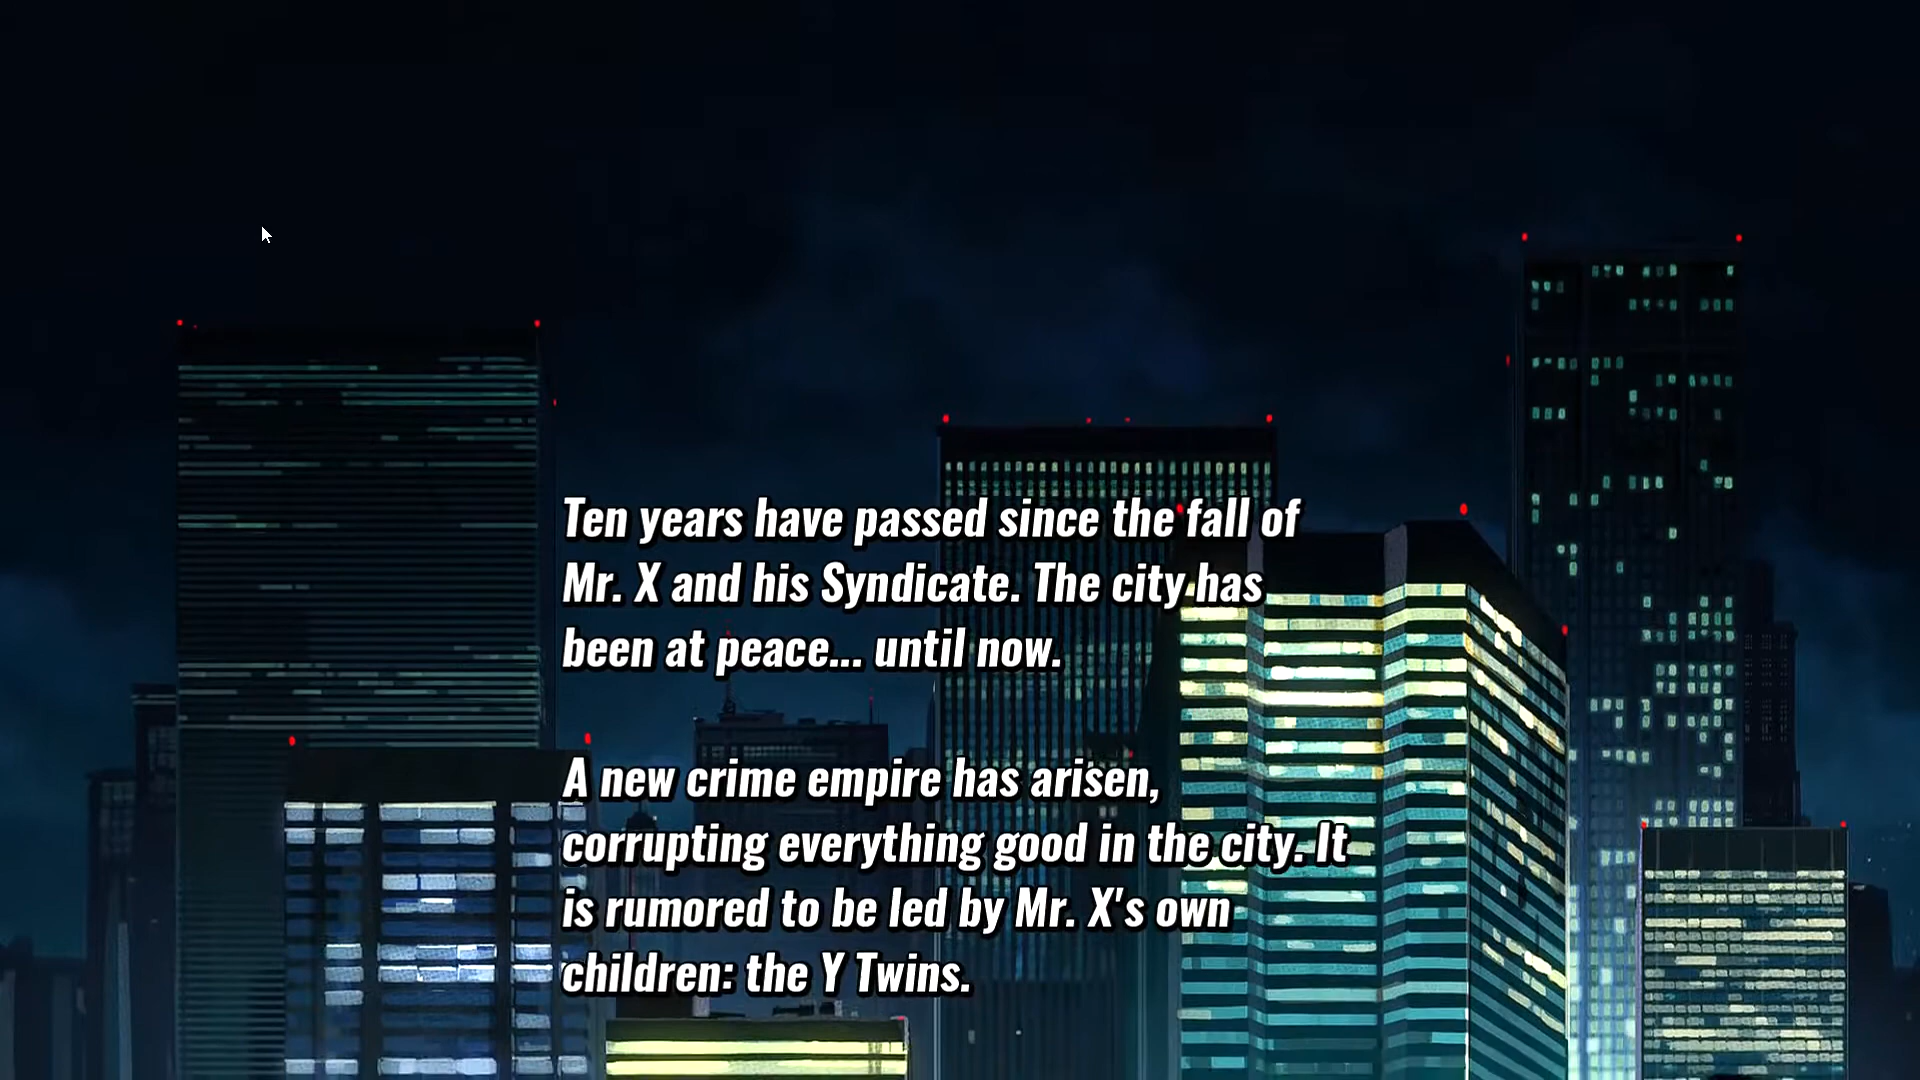 Ten years have passed since the fall of
Mr. X and his Syndicate. The city has
been at peace... until now.
A new crime empire has arisen,
corrupting everything good in the city. It
is rumored to be led by Mr. X's own
children: the Y Twins.